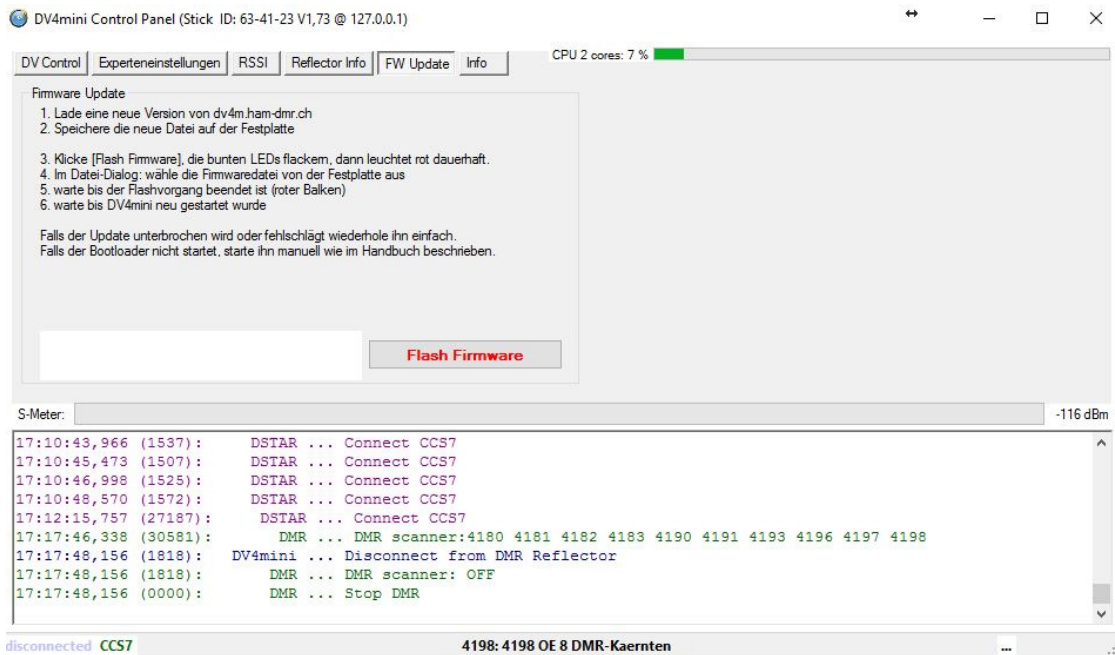 DV4mini Control Panel (Stick ID: 63-41-23 V1,73 @ 127.0.0.1)
DV Control Experteneinstellungen RSSI Reflector Info FW Update Info
CPU 2 cores: 7 %
Firmware Update
1. Lade eine neue Version von dv4m.ham-dmr.ch
2. Speichere die neue Datei auf der Festplatte
3. Klicke [Flash Firmware], die bunten LEDs flackern, dann leuchtet rot dauerhaft.
4. Im Datei-Dialog: wähle die Firmwaredatei von der Festplatte aus
5. warte bis der Flashvorgang beendet ist (roter Balken)
6. warte bis DV4mini neu gestartet wurde
Falls der Update unterbrochen wird oder fehlschlägt wiederhole ihn einfach.
Falls der Bootloader nicht startet, starte ihn manuell wie im Handbuch beschrieben.
Flash Firmware
S-Meter:
-116 dBm
17:10:43,966 (1537): DSTAR ... Connect CCS7
17:10:45,473 (1507): DSTAR ... Connect CCS7
17:10:46,998 (1525): DSTAR ... Connect CCS7
17:10:48,570 (1572): DSTAR ... Connect CCS7
17:12:15,757 (27187): DSTAR ... Connect CCS7
17:17:46,338 (30581): DMR ... DMR scanner:4180 4181 4182 4183 4190 4191 4193 4196 4197 4198
17:17:48,156 (1818): DV4mini ... Disconnect from DMR Reflector
17:17:48,156 (1818): DMR ... DMR scanner: OFF
17:17:48,156 (0000): DMR ... Stop DMR
disconnected CCS7
4198: 4198 OE 8 DMR-Kaernten
...